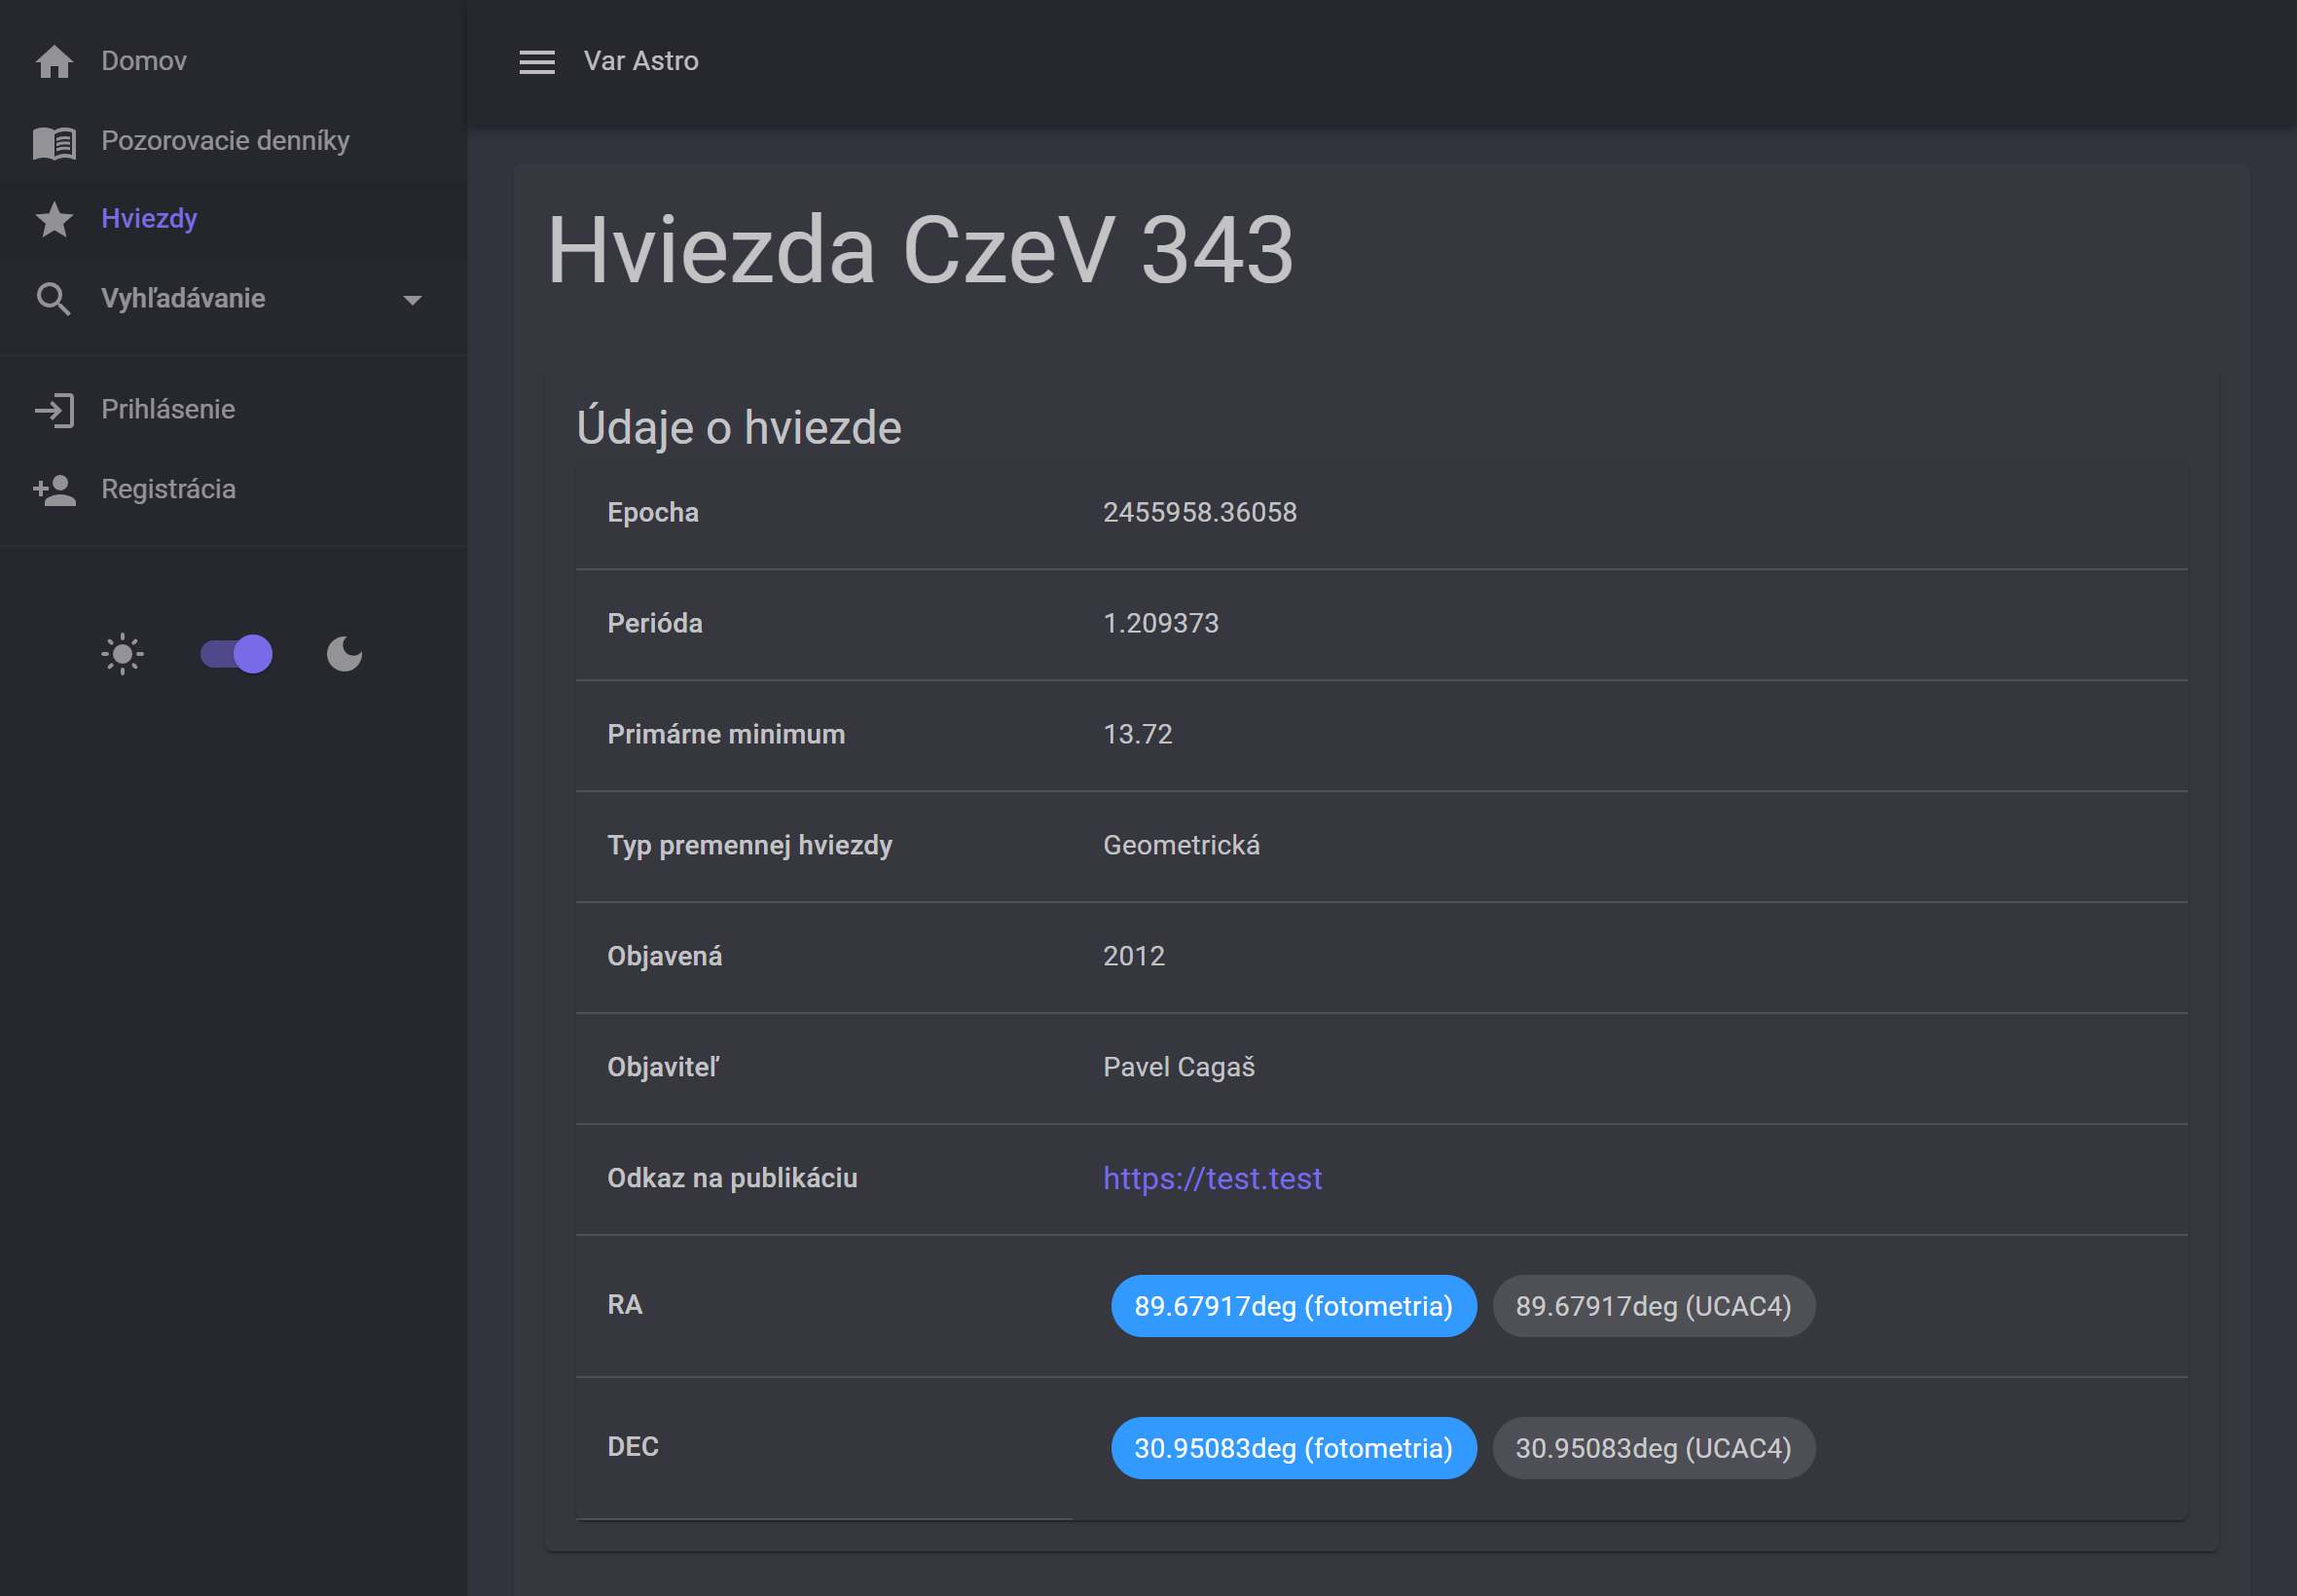 Domov
Pozorovacie denníky
Hviezdy
Vyhľadávanie
Prihlásenie
Registrácia
Var Astro
Hviezda CzeV 343
Údaje o hviezde
Epocha 2455958.36058
Perióda 1.209373
Primárne minimum 13.72
Typ premennej hviezdy Geometrická
Objavená 2012
Objaviteľ Pavel Cagaš
Odkaz na publikáciu https://test.test
RA 89.67917deg (fotometria) 89.67917deg (UCAC4)
DEC 30.95083deg (fotometria) 30.95083deg (UCAC4)